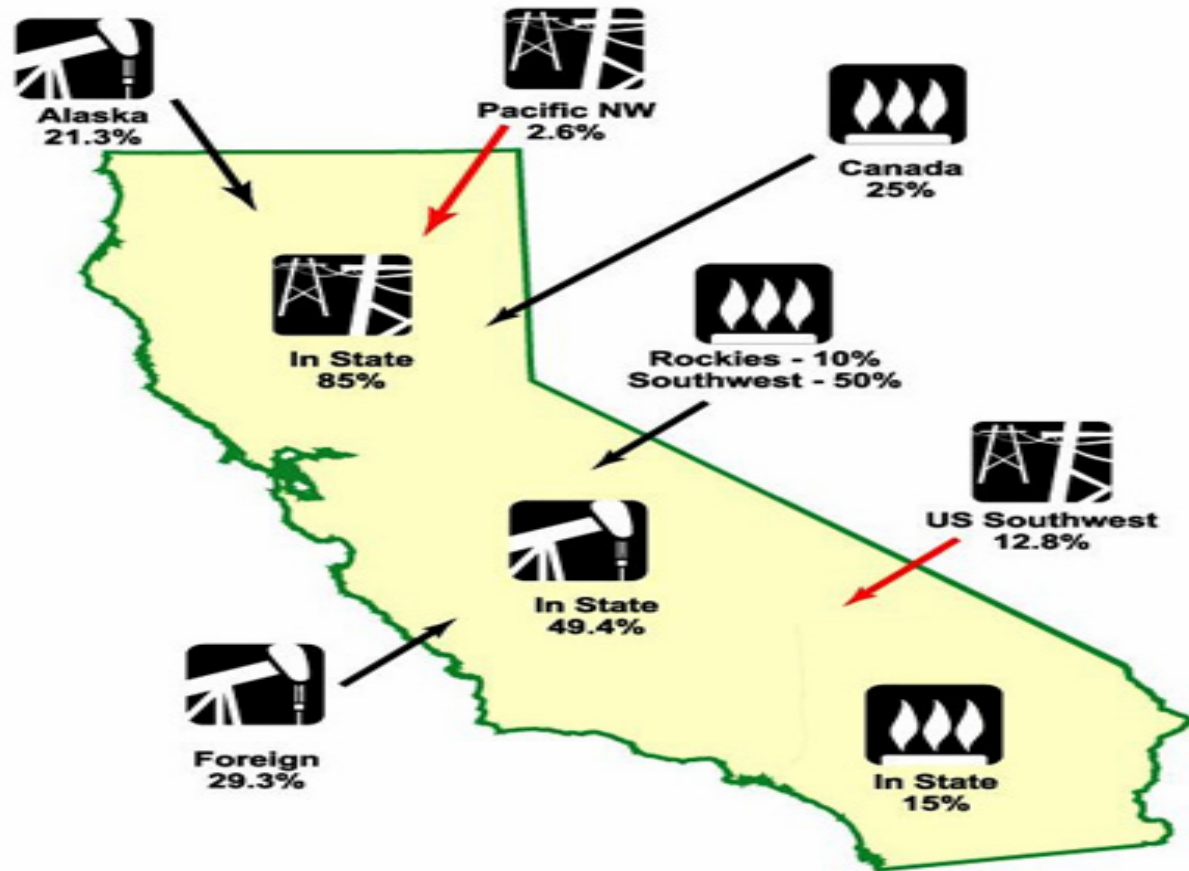 Alaska
21.3%
Pacific NW
2.6%
Canada
25%
In State
85%
Rockies - 10%
Southwest - 50%
US Southwest
12.8%
In State
49.4%
Foreign
29.3%
In State
15%